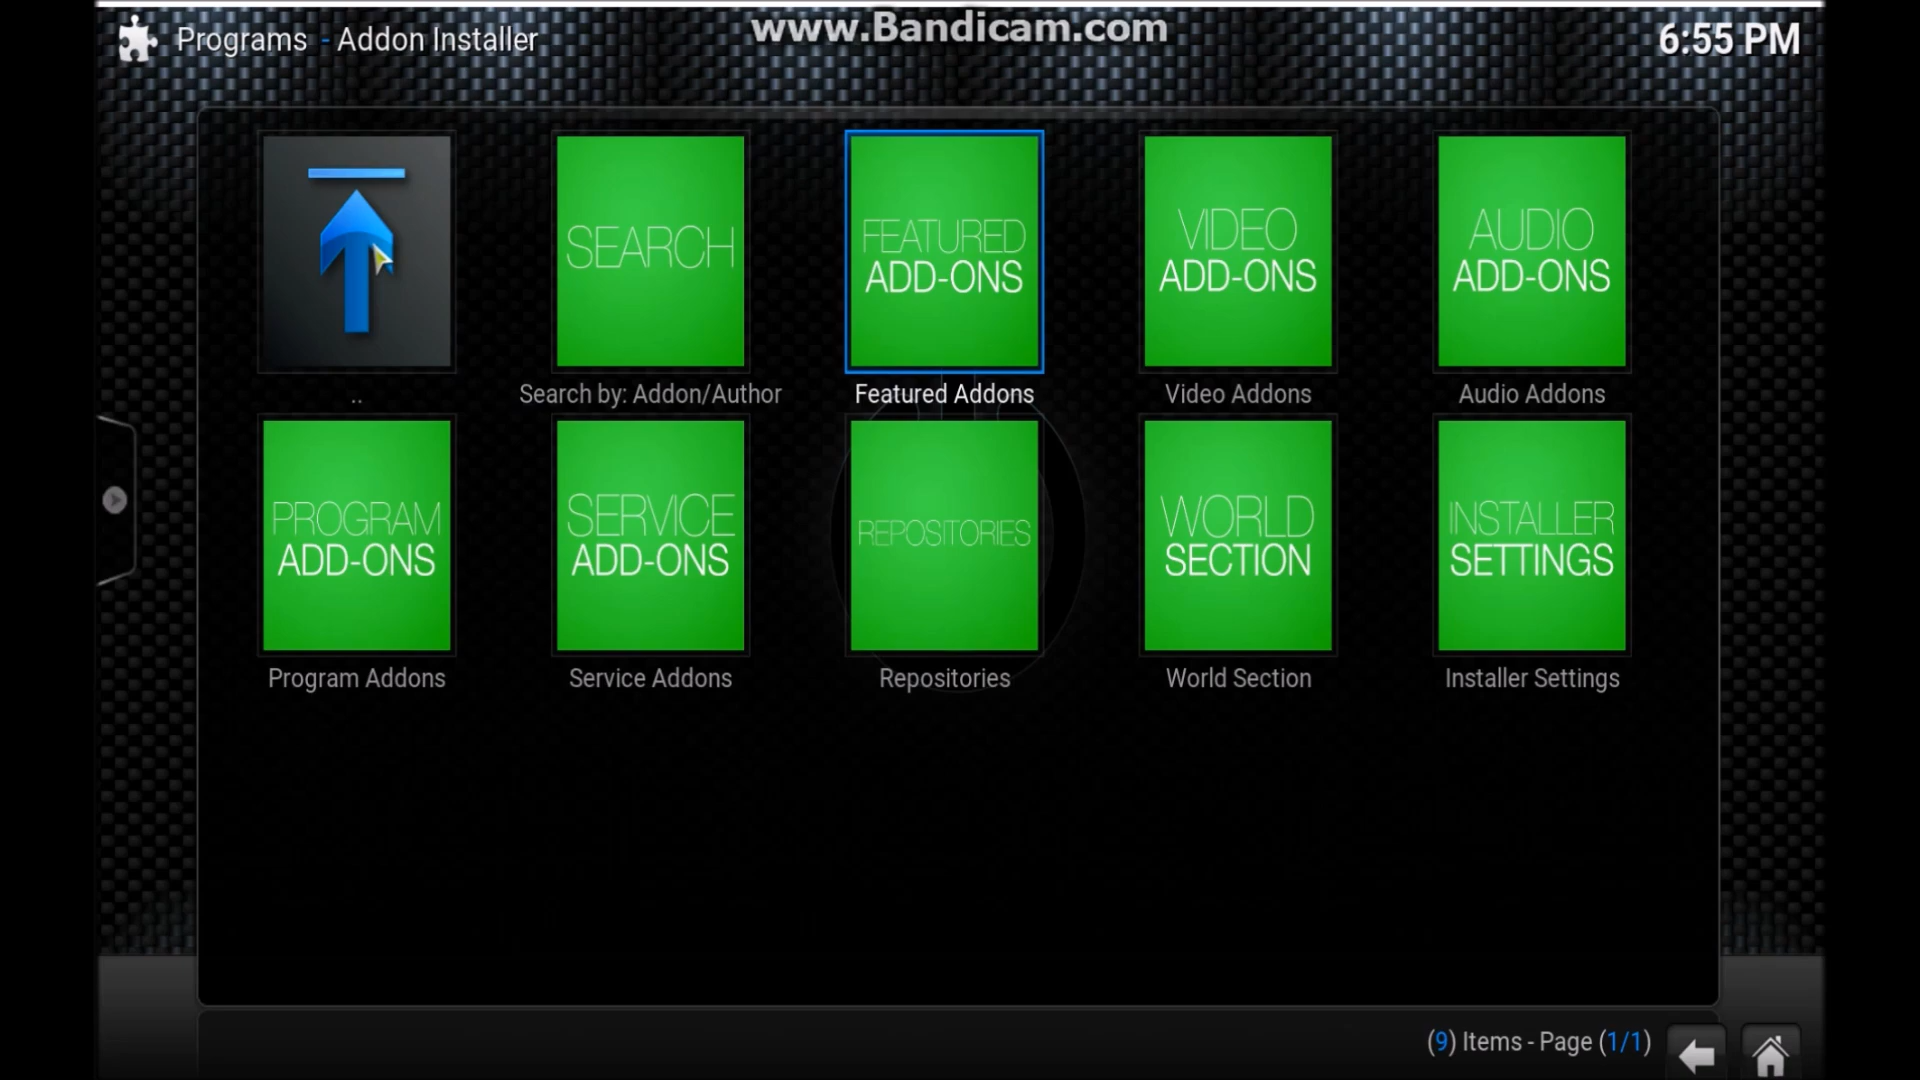 Programs - Addon Installer
www.Bandicam.com
6:55 PM
SEARCH
FEATURED
ADD-ONS
VIDEO
ADD-ONS
AUDIO
ADD-ONS
..
Search by: Addon/Author
Featured Addons
Video Addons
Audio Addons
PROGRAM
ADD-ONS
SERVICE
ADD-ONS
REPOSITORIES
WORLD
SECTION
INSTALLER
SETTINGS
Program Addons
Service Addons
Repositories
World Section
Installer Settings
(9) Items - Page (1/1)